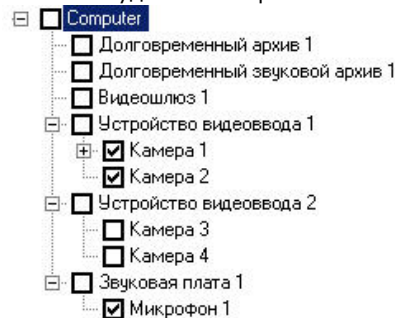 Computer
Долговременный архив 1
Долговременный звуковой архив 1
Видеошлюз 1
Устройство видеоввода 1
Камера 1
Камера 2
Устройство видеоввода 2
Камера 3
Камера 4
Звуковая плата 1
Микрофон 1